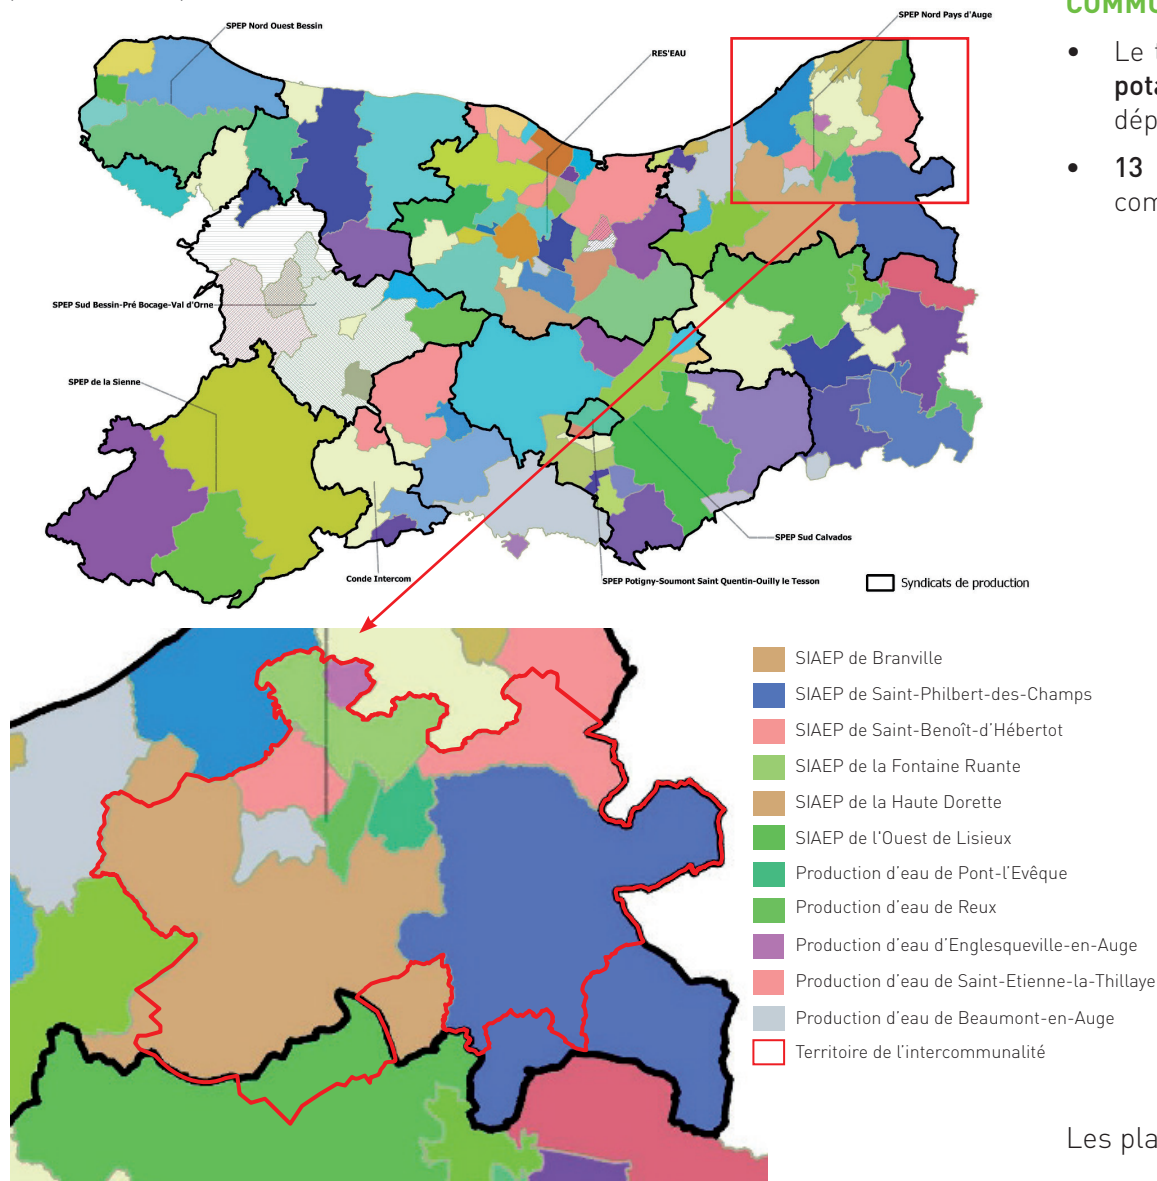 SPEP Nord Ouest Bessin
SPEP Nord Pays d'Auge
RES'EAU
SPEP Sud Bessin-Pré Bocage-Val d'Orne
SPEP de la Sienne
SPEP Sud Calvados
Conde Intercom
SPEP Potigny-Soumont Saint Quentin-Ouilly le Tesson
Syndicats de production
• Le
pota
dép
• 13
com
SIAEP de Branville
SIAEP de Saint-Philbert-des-Champs
SIAEP de Saint-Benoît-d'Hébertot
SIAEP de la Fontaine Ruante
SIAEP de la Haute Dorette
SIAEP de l'Ouest de Lisieux
Production d'eau de Pont-l'Evêque
Production d'eau de Reux
Production d'eau d'Englesqueville-en-Auge
Production d'eau de Saint-Etienne-la-Thillaye
Production d'eau de Beaumont-en-Auge
Territoire de l'intercommunalité
Les pla